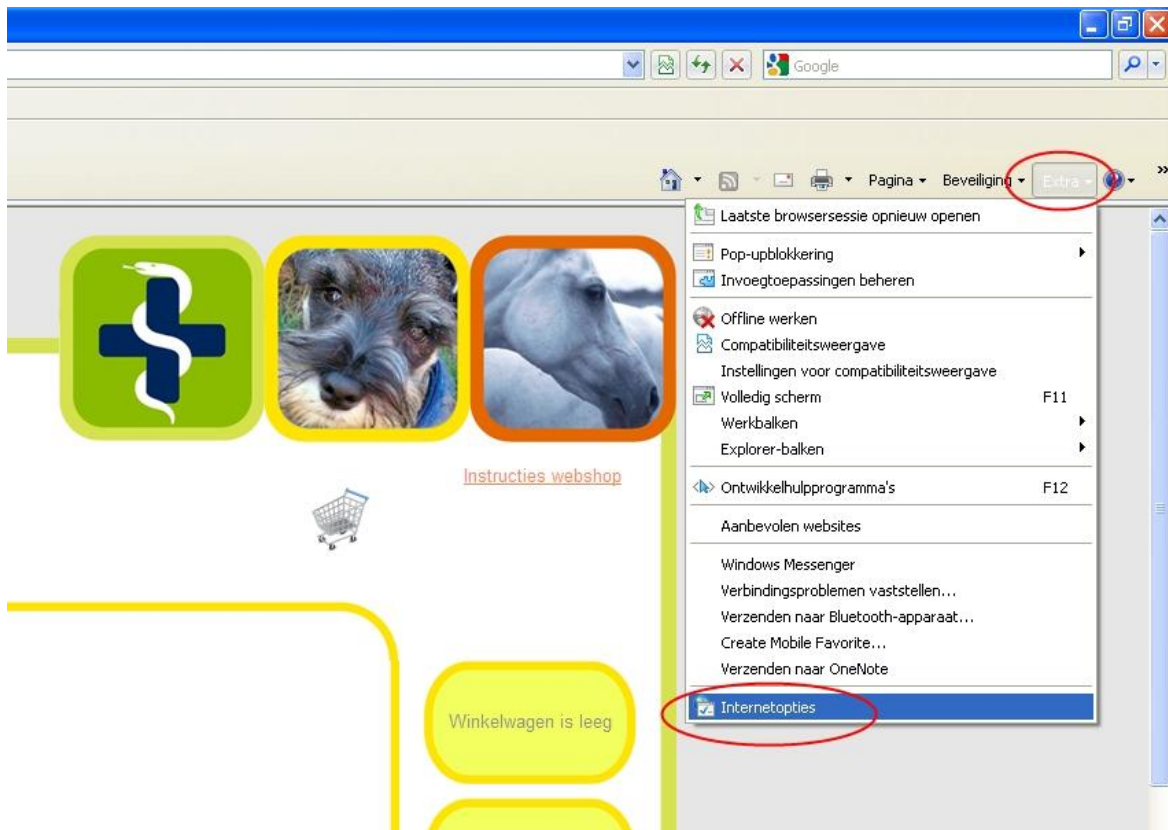 Google
Pagina
Beveiliging
Extra
Laatste browsersessie opnieuw openen
Pop-upblokkering
Invoegtoepassingen beheren
Offline werken
Compatibiliteitsweergave
Instellingen voor compatibiliteitsweergave
Volledig scherm F11
Werkbalken
Explorer-balken
Ontwikkelhulpprogramma's F12
Aanbevolen websites
Windows Messenger
Verbindingsproblemen vaststellen...
Verzenden naar Bluetooth-apparaat...
Create Mobile Favorite...
Verzenden naar OneNote
Internetopties
Instructies webshop
Winkelwagen is leeg